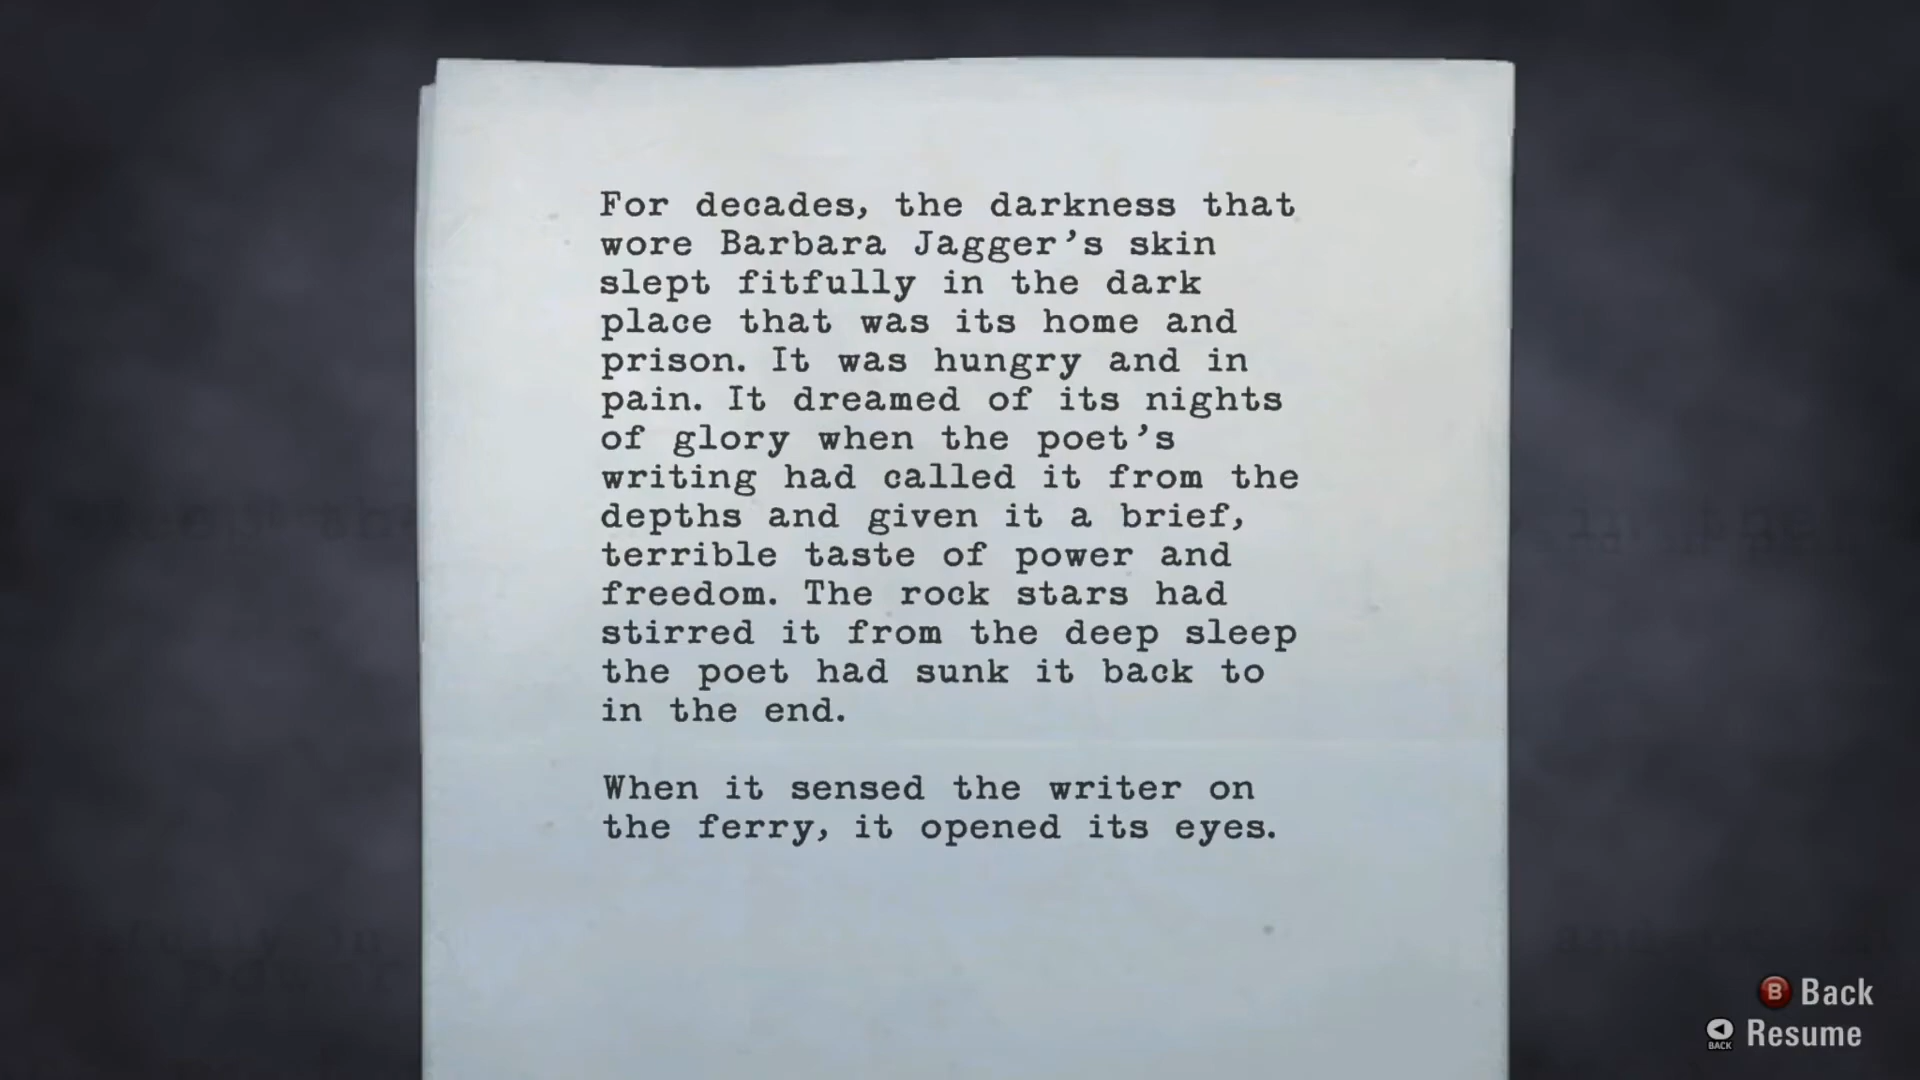 For decades, the darkness that
wore Barbara Jagger’s skin
slept fitfully in the dark
place that was its home and
prison. It was hungry and in
pain. It dreamed of its nights
of glory when the poet’s
writing had called it from the
depths and given it a brief,
terrible taste of power and
freedom. The rock stars had
stirred it from the deep sleep
the poet had sunk it back to
in the end.
When it sensed the writer on
the ferry, it opened its eyes.
B Back
BACK Resume